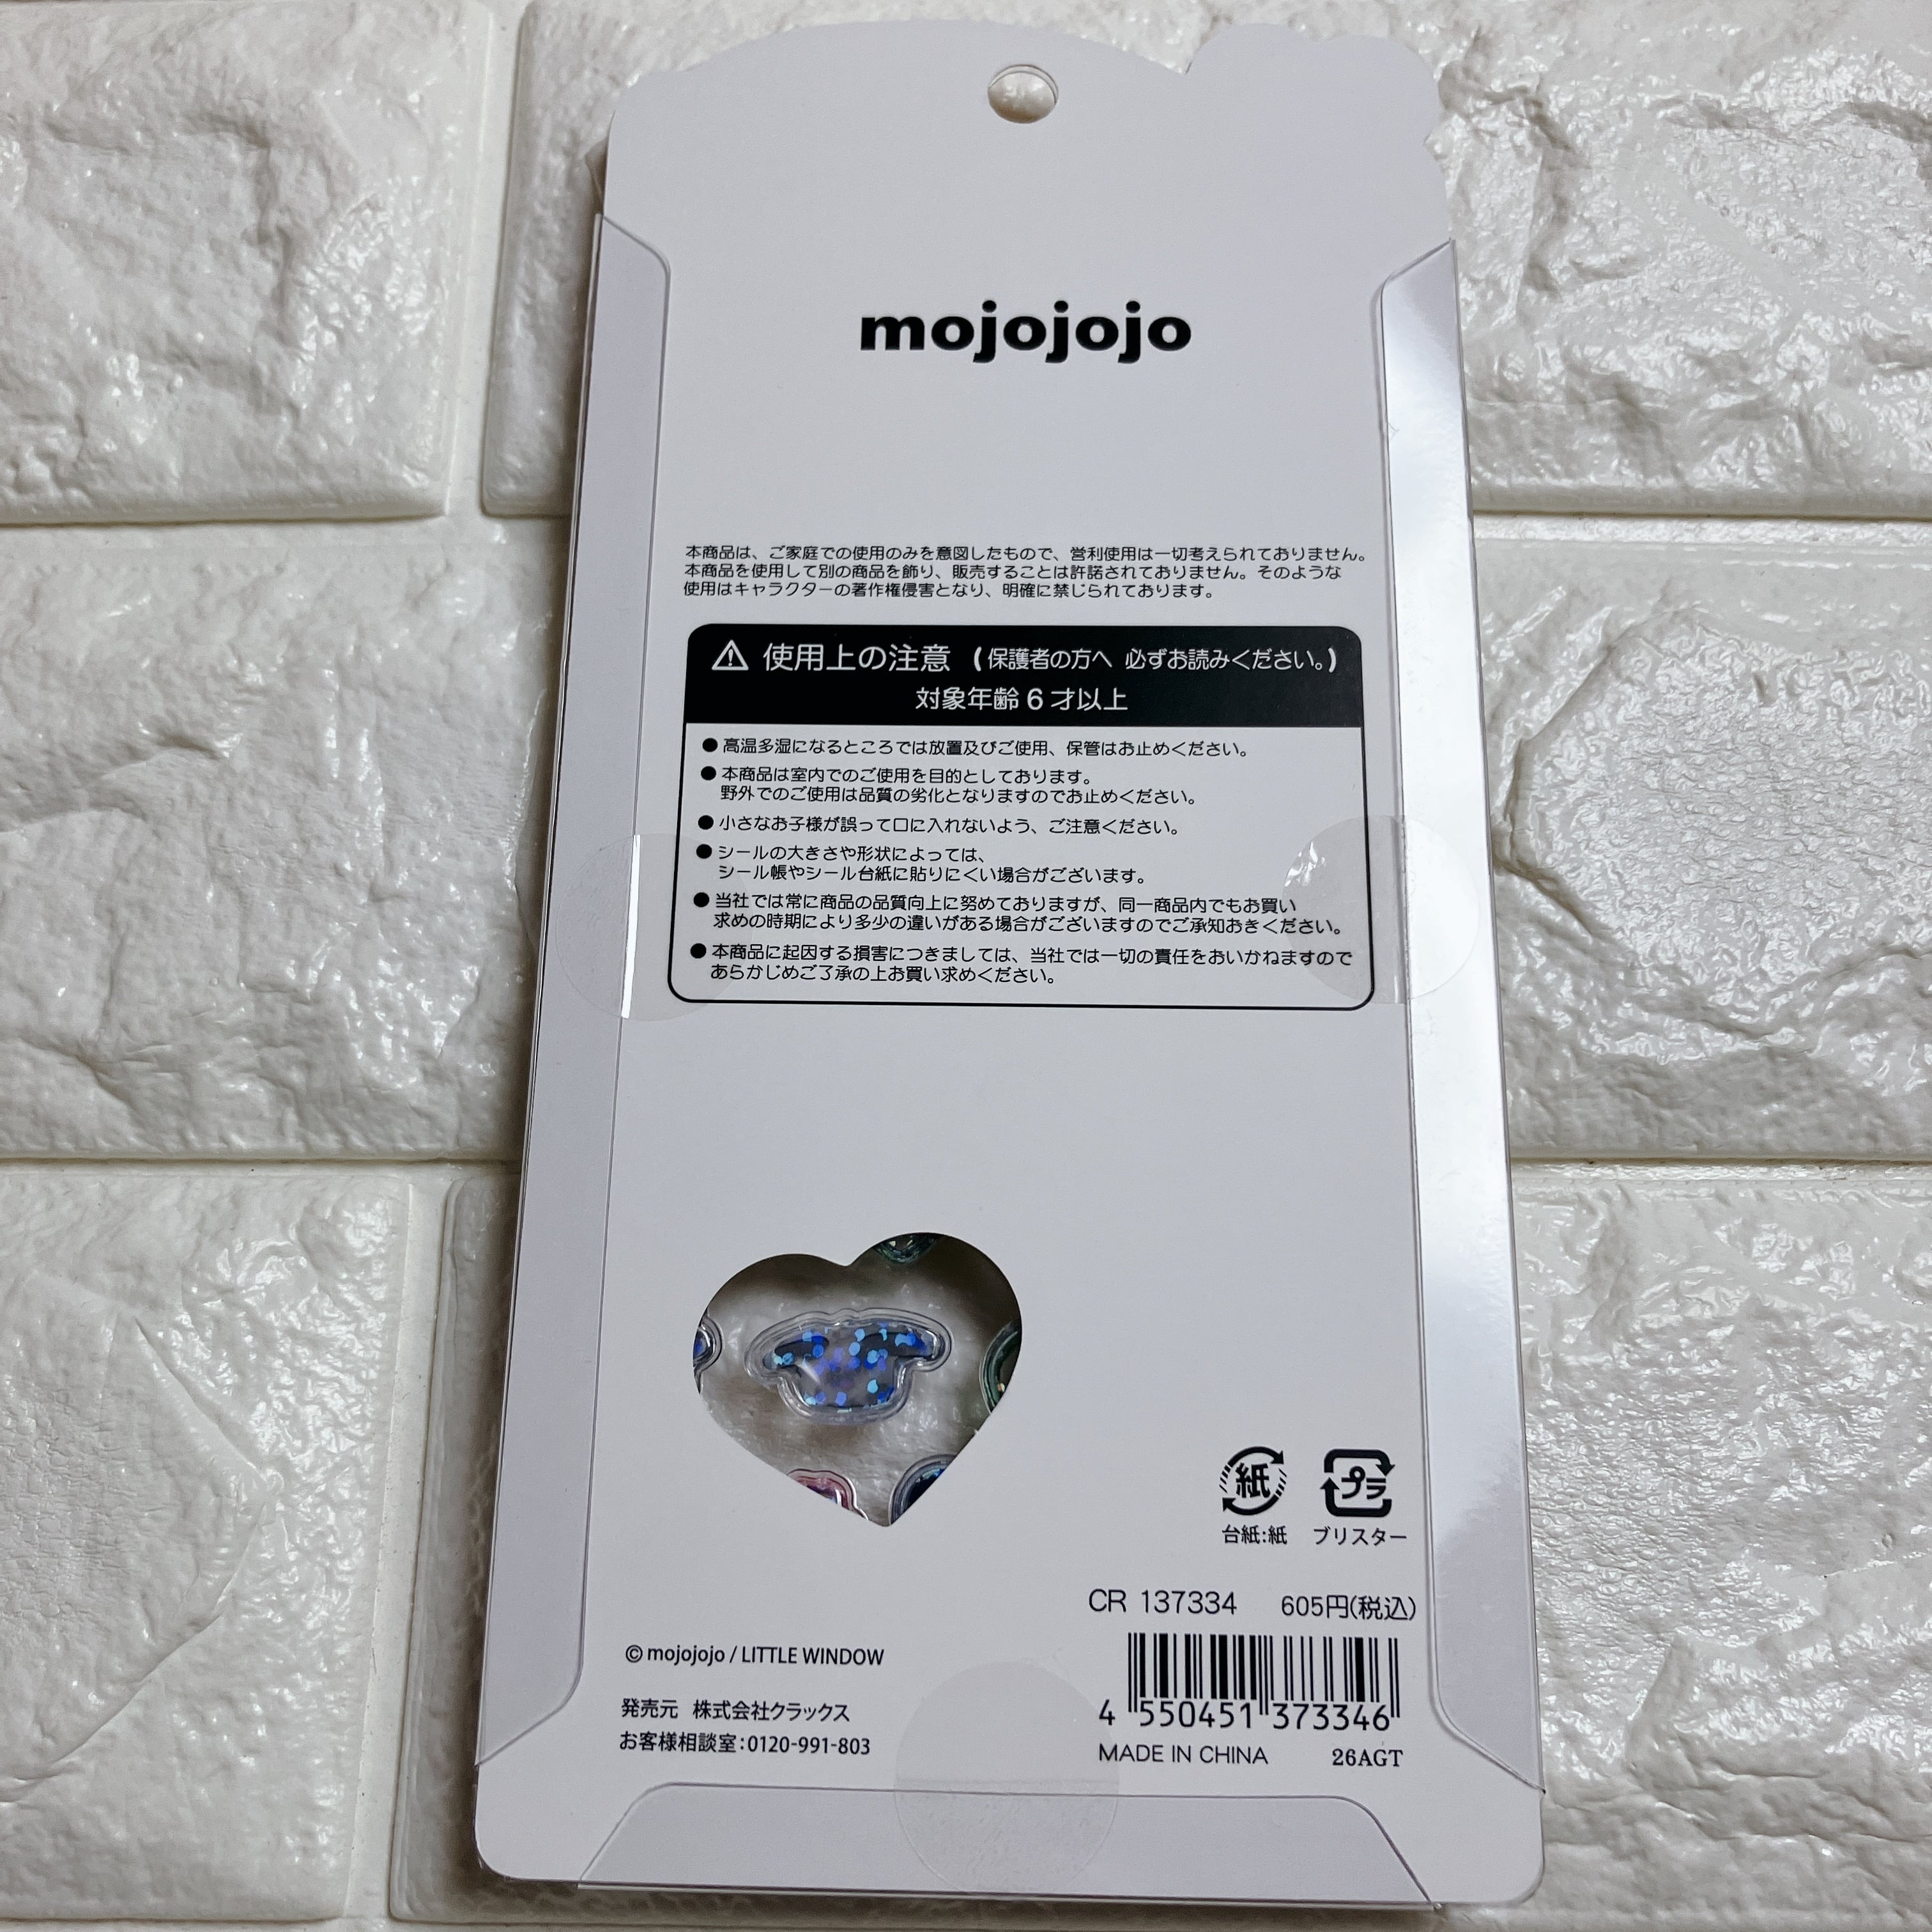 mojojojo
本商品は、ご家庭での使用のみを意図したもので、営利使用は一切考えられておりません。
本商品を使用して別の商品を飾り、販売することは許諾されておりません。そのような
使用はキャラクターの著作権侵害となり、明確に禁じられております。
使用上の注意 (保護者の方へ 必ずお読みください。)
対象年齢6才以上
●高温多湿になるところでは放置及びご使用、保管はお止めください。
●本商品は室内でのご使用を目的としております。
野外でのご使用は品質の劣化となりますのでお止めください。
●小さなお子様が誤って口に入れないよう、ご注意ください。
●シールの大きさや形状によっては、
シール帳やシール台紙に貼りにくい場合がございます。
●当社では常に商品の品質向上に努めておりますが、同一商品内でもお買い
求めの時期により多少の違いがある場合がございますのでご承知おきください。
●本商品に起因する損害につきましては、当社では一切の責任をおいかねますので
あらかじめご了承の上お買い求めください。
紙 プラ
台紙:紙 ブリスター
CR 137334 605円(税込)
4 550451 373346
MADE IN CHINA 26AGT
© mojojojo / LITTLE WINDOW
発売元 株式会社クラックス
お客様相談室:0120-991-803